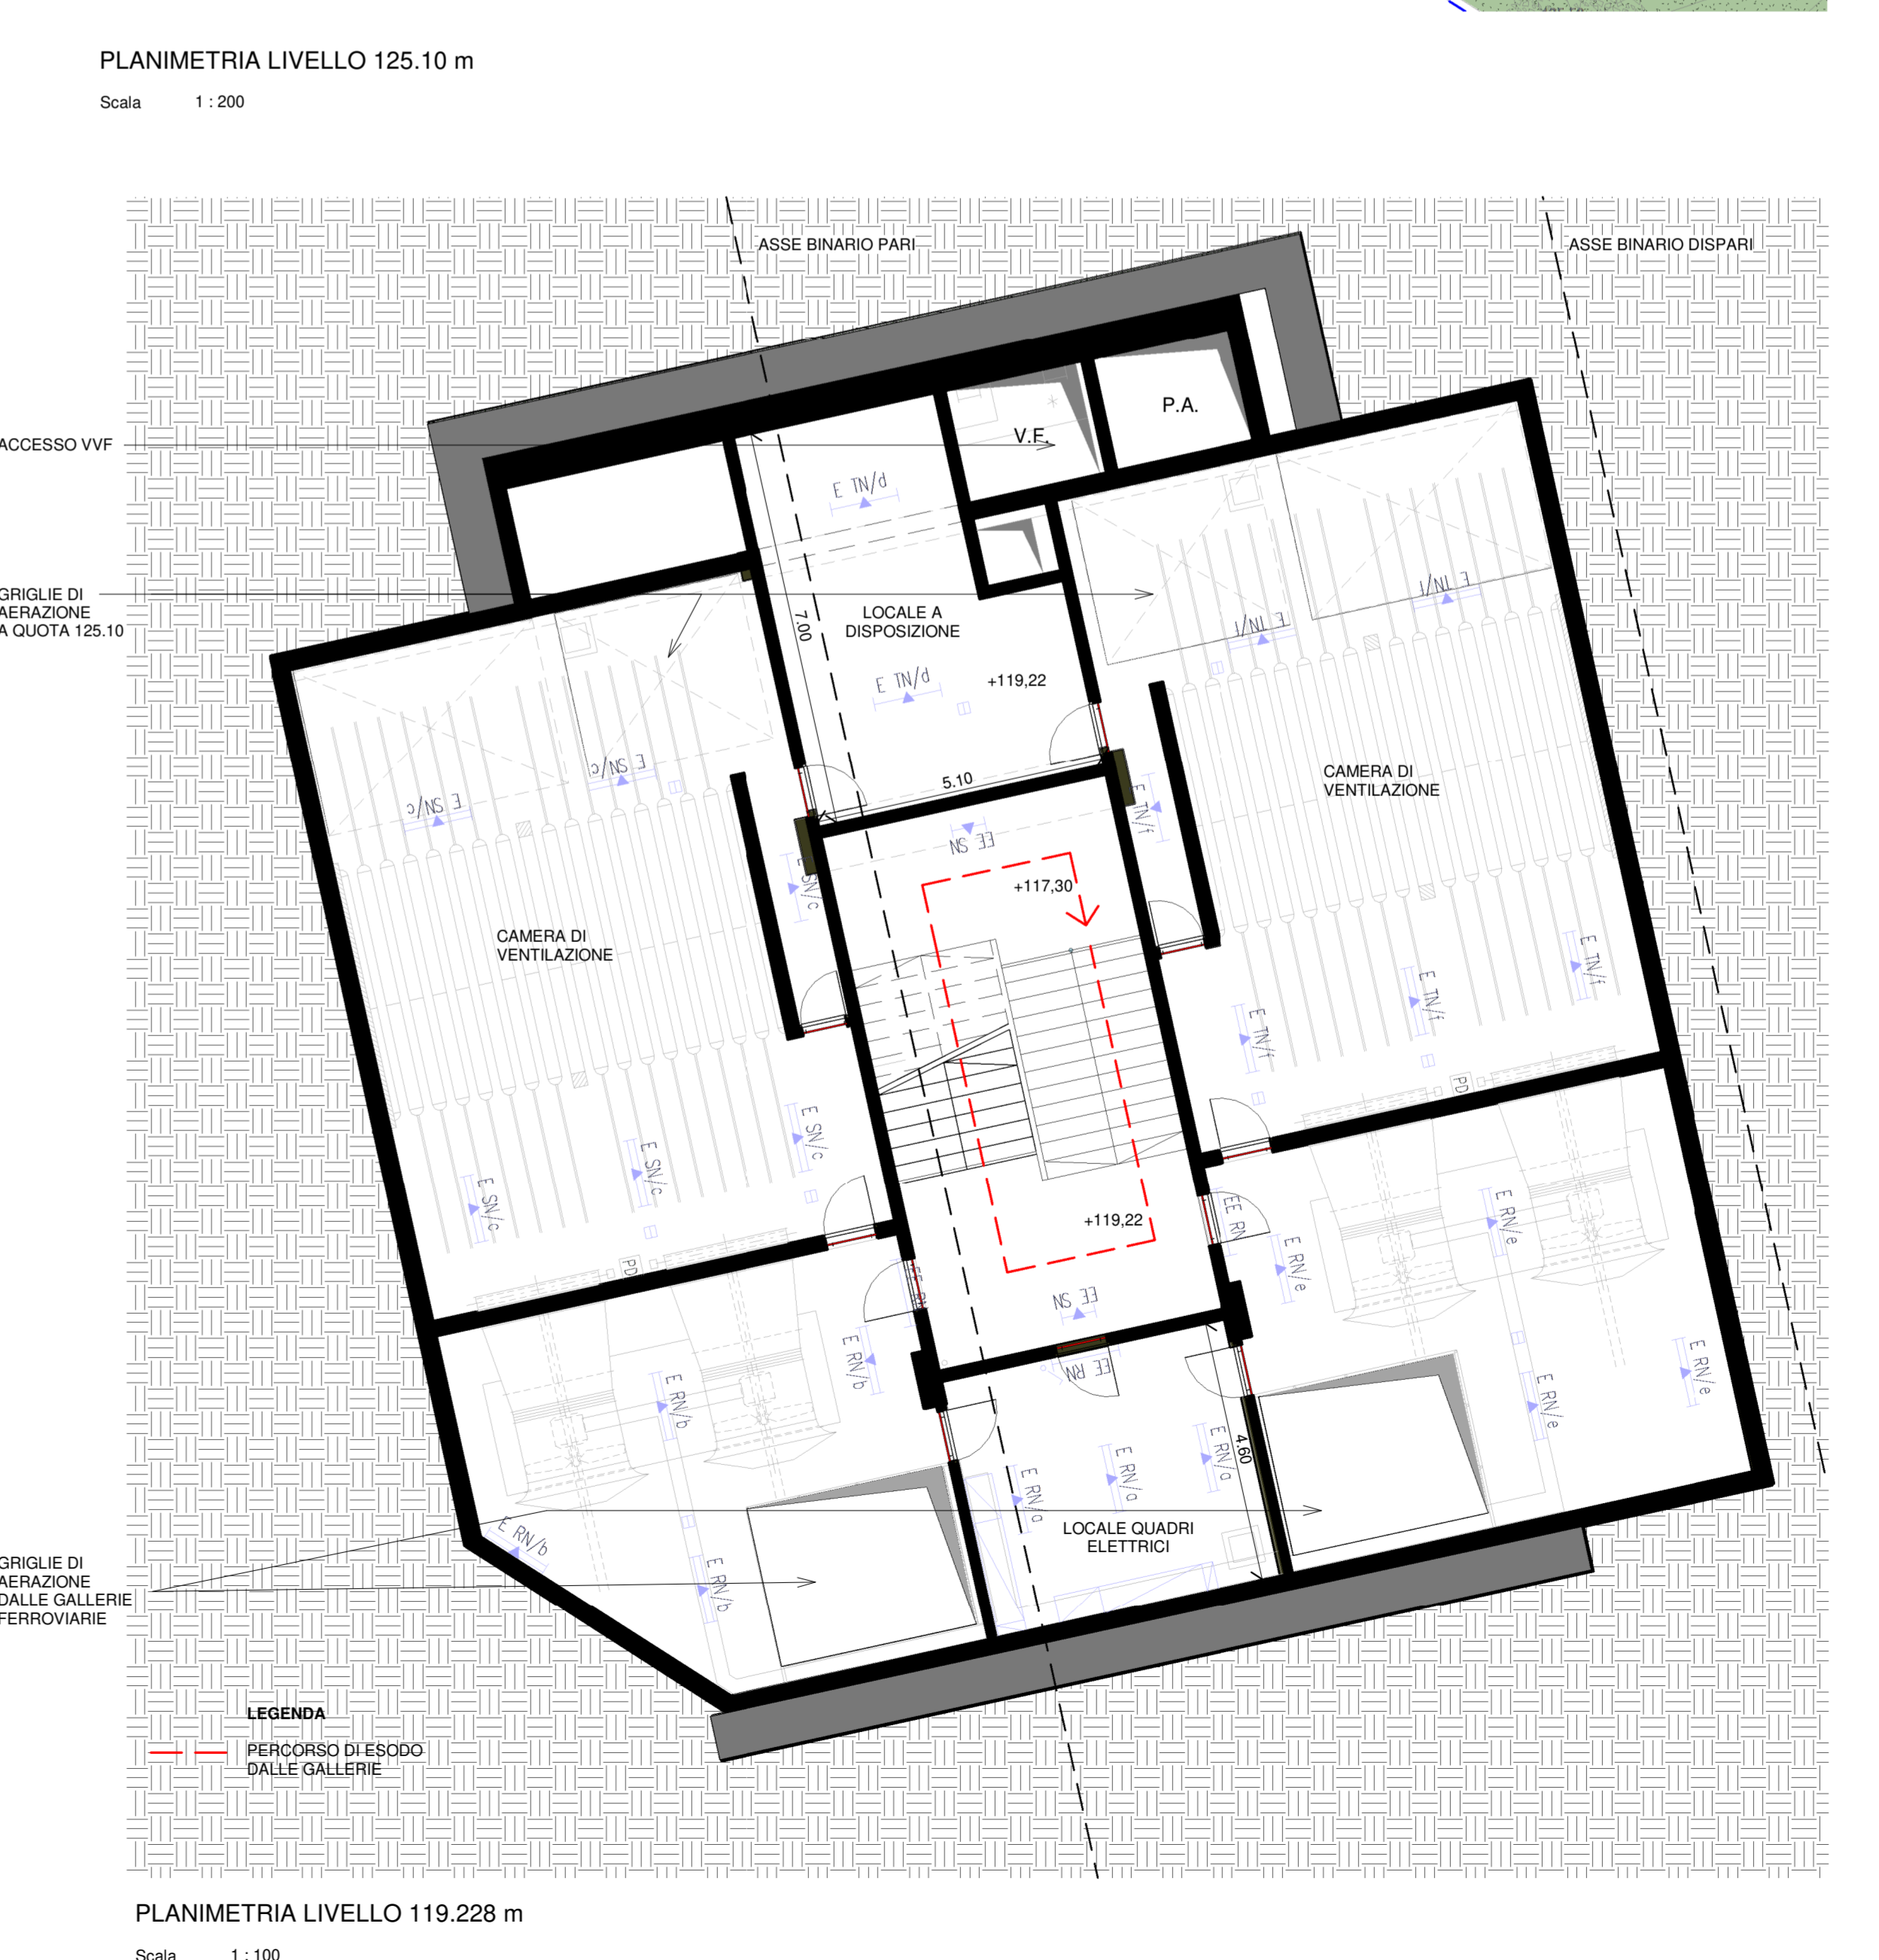 PLANIMETRIA LIVELLO 125.10 m
Scala 1 : 200
ASSE BINARIO PARI
ASSE BINARIO DISPARI
P.A.
V.F.
ACCESSO VVF
E TN/d
GRIGLIE DI
AERAZIONE
A QUOTA 125.10
7.00
LOCALE A
DISPOSIZIONE
E TN/f
E TN/f
E TN/d
+119,22
E SN/c
E SN/c
5.10
CAMERA DI
VENTILAZIONE
E TN/f
EE SN
+117,30
E SN/c
CAMERA DI
VENTILAZIONE
E TN/f
E TN/f
E TN/f
PD
E SN/c
E SN/c
E SN/c
+119,22
EE RN
E RN/e
E RN/e
PD
EE RN
EE SN
E RN/b
EE RN
E RN/b
E RN/e
E RN/e
4.60
E RN/a
E RN/a
E RN/a
LOCALE QUADRI
ELETTRICI
E RN/b
E RN/b
GRIGLIE DI
AERAZIONE
DALLE GALLERIE
FERROVIARIE
LEGENDA
PERCORSO DI ESODO
DALLE GALLERIE
PLANIMETRIA LIVELLO 119.228 m
Scala 1 : 100